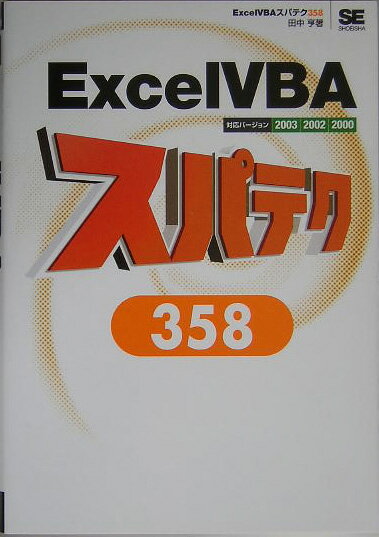 ExcelVBAスパテク358
田中 亨著
SE
SHOEISHA
ExcelVBA
対応バージョン 2003 2002 2000
スパテク
358